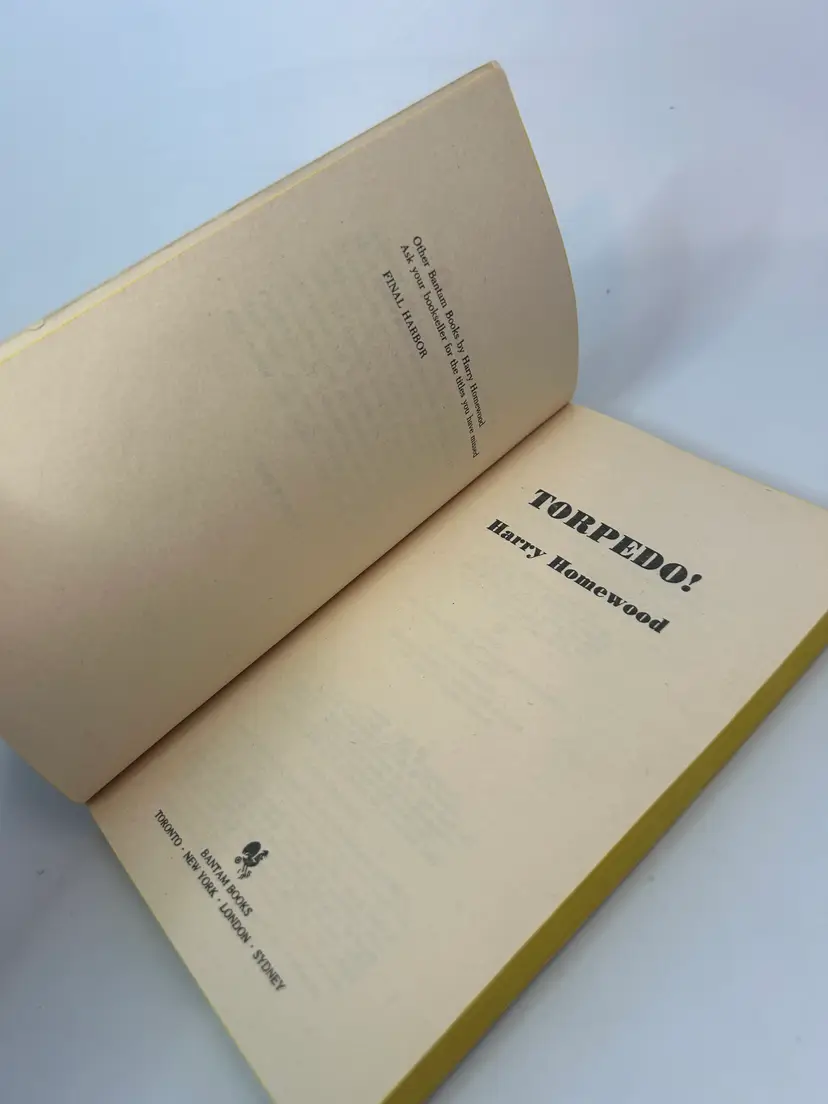 Other Bantam Books by Harry Homewood
Ask your bookseller for the titles you have missed
FINAL HARBOR
TORPEDO!
Harry Homewood
BANTAM BOOKS
TORONTO · NEW YORK · LONDON · SYDNEY